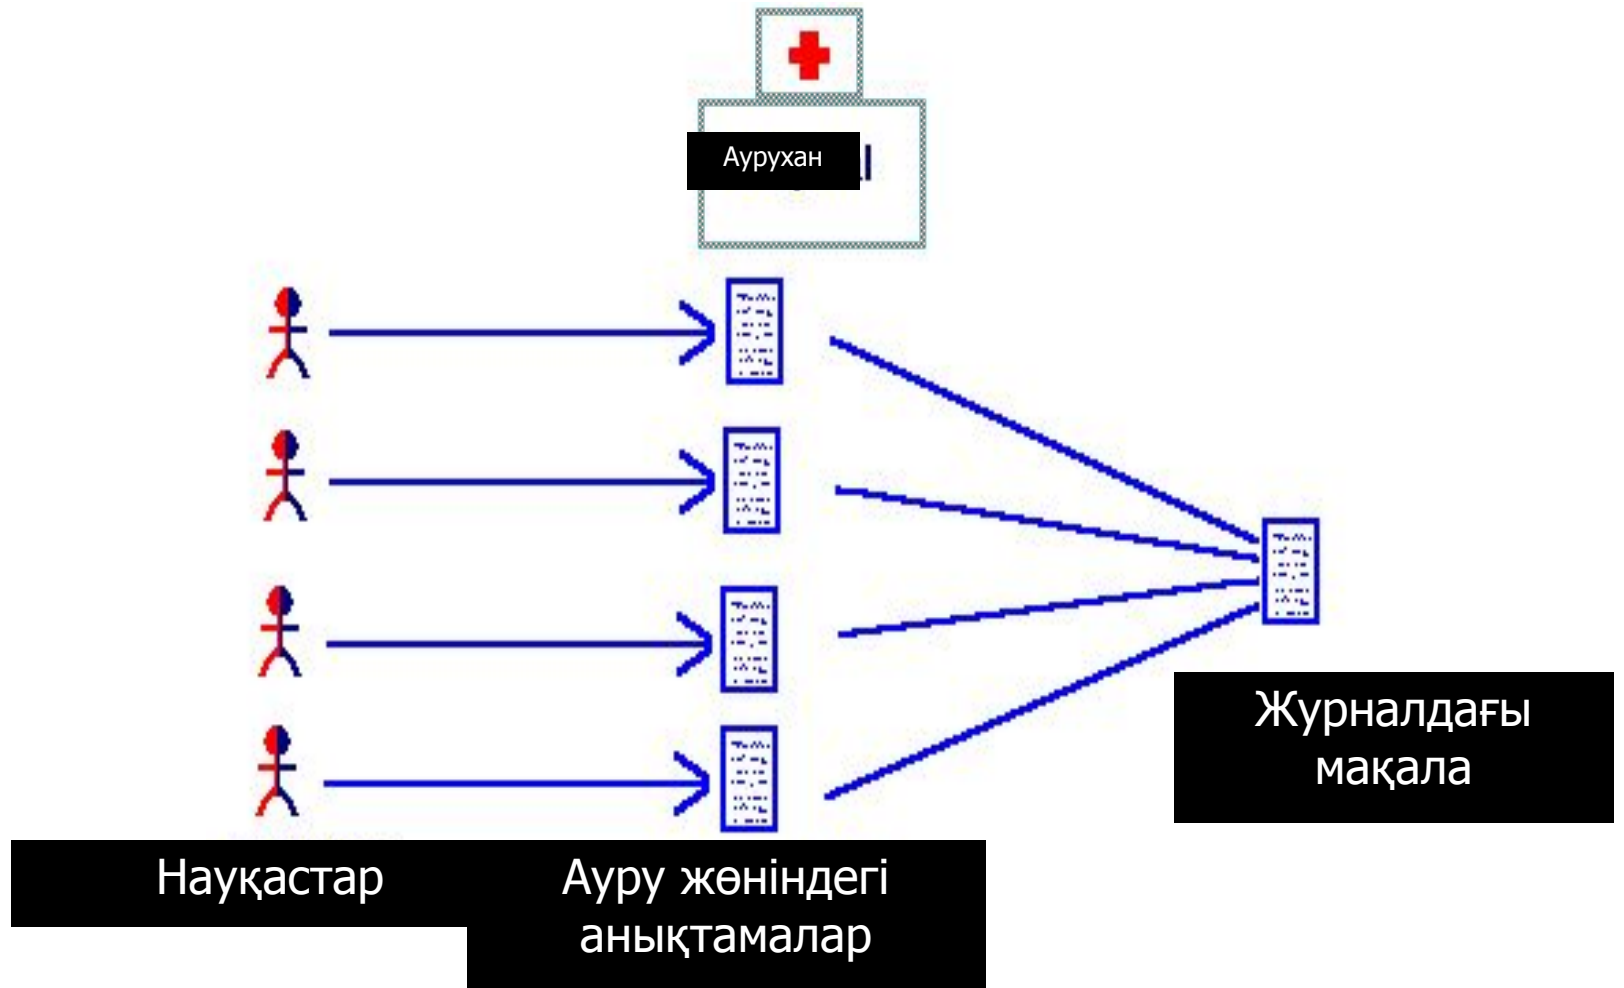 Аурухан
Журналдағы
мақала
Науқастар
Ауру жөніндегі
анықтамалар